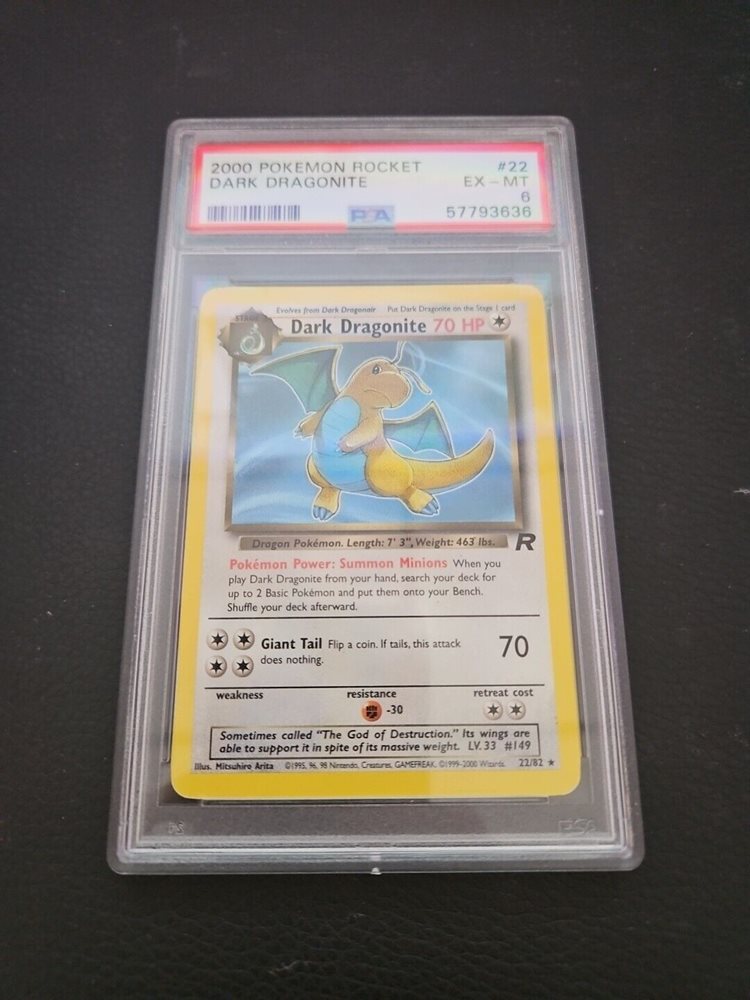 2000 POKEMON ROCKET #22
DARK DRAGONITE EX - MT
6
PSA 57793636
Evolves from Dark Dragonair Put Dark Dragonite on the Stage 1 card
STAGE
Dark Dragonite 70 HP
Dragon Pokémon. Length: 7' 3", Weight: 463 lbs.
R
Pokémon Power: Summon Minions When you
play Dark Dragonite from your hand, search your deck for
up to 2 Basic Pokémon and put them onto your Bench.
Shuffle your deck afterward.
Giant Tail Flip a coin. If tails, this attack
does nothing.
70
weakness resistance retreat cost
-30
Sometimes called "The God of Destruction." Its wings are
able to support it in spite of its massive weight. LV. 33 #149
Illus. Mitsuhiro Arita ©1995, 96, 98 Nintendo, Creatures, GAMEFREAK. ©1999-2000 Wizards. 22/82 ★
PSA